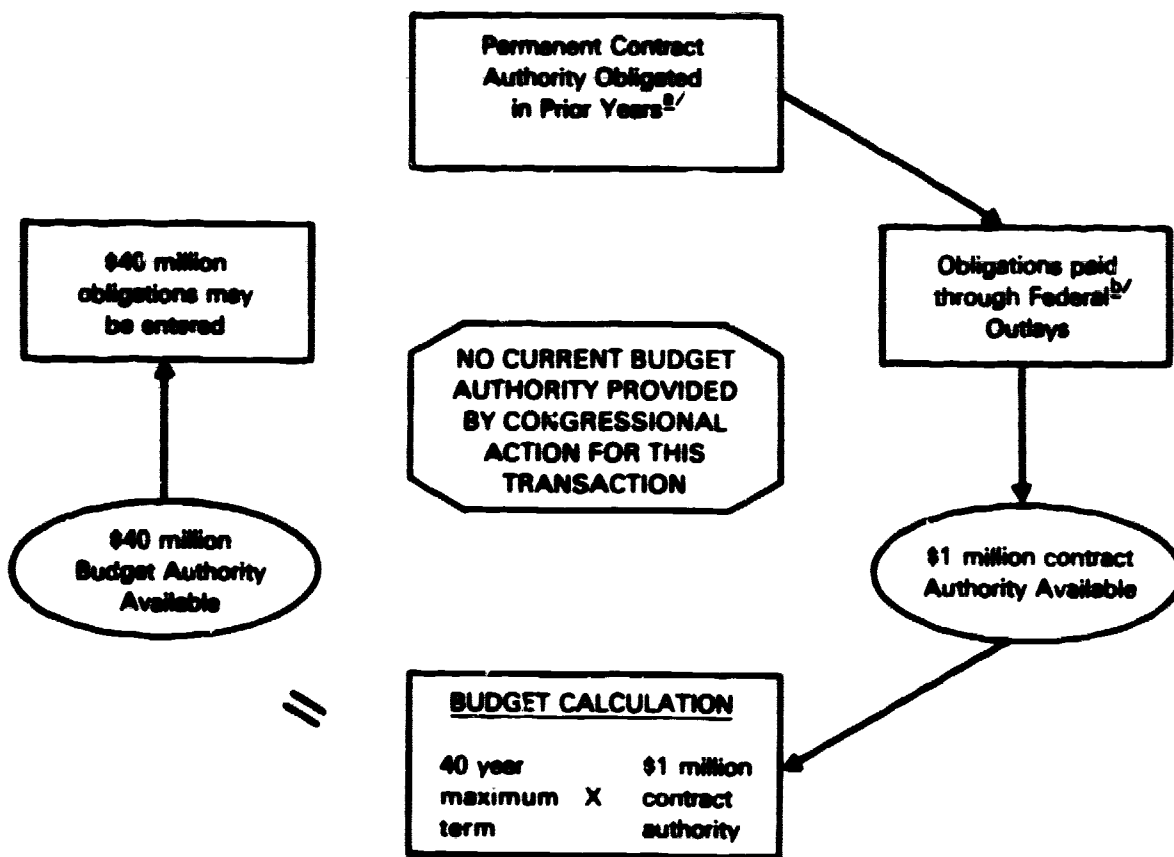 Permanent Contract
Authority Obligated
in Prior Years a/
$40 million
obligations may
be entered
Obligations paid
through Federal b/
Outlays
NO CURRENT BUDGET
AUTHORITY PROVIDED
BY CONGRESSIONAL
ACTION FOR THIS
TRANSACTION
$40 million
Budget Authority
Available
$1 million contract
Authority Available
=
BUDGET CALCULATION
40 year $1 million
maximum X contract
term authority